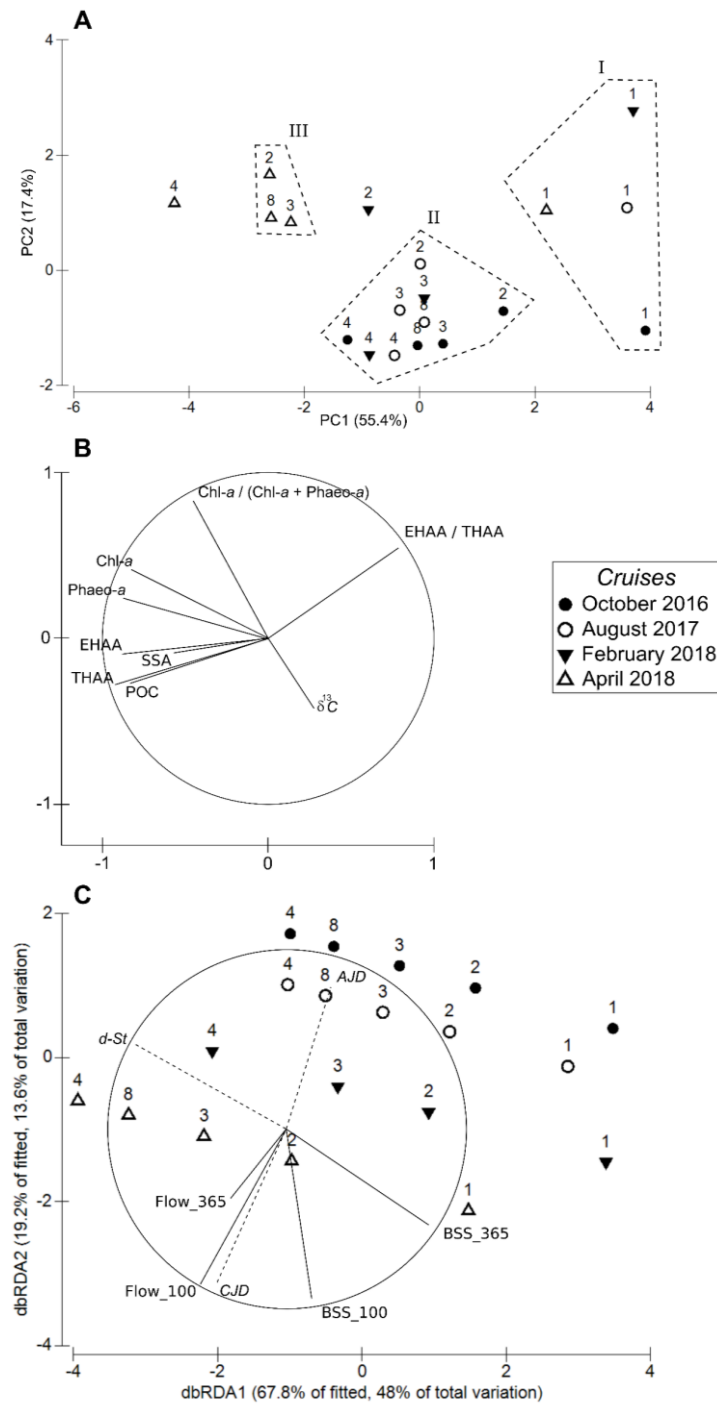 A
4
2
0
-2
PC2 (17.4%)
-6
-4
-2
0
2
4
PC1 (55.4%)
I
II
III
4
2
8
3
2
1
1
1
1
2
3
3
8
2
4
4
4
8
3
B
1
0
-1
-1
0
1
Chl-a / (Chl-a + Phaeo-a)
EHAA / THAA
Chl-a
Phaeo-a
EHAA
SSA
THAA
POC
δ¹³C
Cruises
October 2016
August 2017
February 2018
April 2018
C
2
0
-2
-4
dbRDA2 (19.2% of fitted, 13.6% of total variation)
4
8
3
2
1
4
8
3
2
1
4
3
2
1
4
8
3
2
1
AJD
d-St
Flow_365
BSS_365
Flow_100
CJD
BSS_100
-4
-2
0
2
4
dbRDA1 (67.8% of fitted, 48% of total variation)